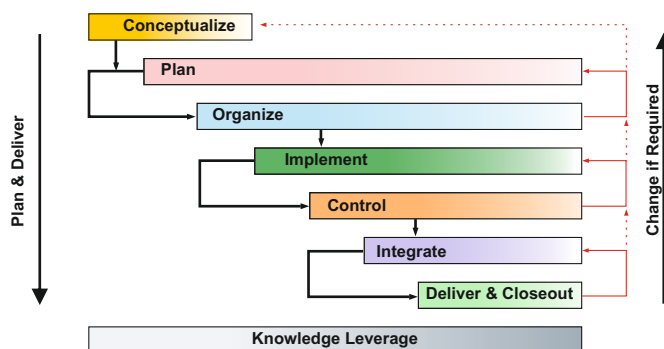 Conceptualize
Plan
Organize
Implement
Control
Integrate
Deliver & Closeout
Knowledge Leverage
Plan & Deliver
Change if Required